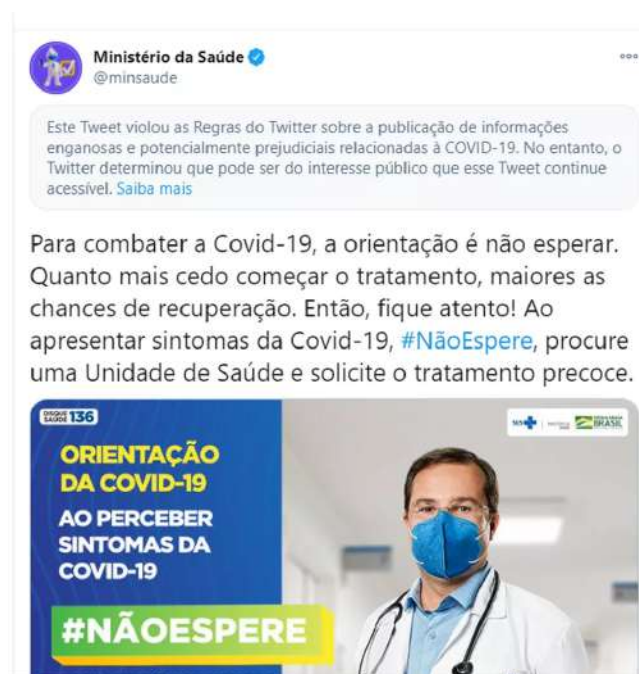 Ministério da Saúde
@minsaude
Este Tweet violou as Regras do Twitter sobre a publicação de informações
enganosas e potencialmente prejudiciais relacionadas à COVID-19. No entanto, o
Twitter determinou que pode ser do interesse público que esse Tweet continue
acessível. Saiba mais
Para combater a Covid-19, a orientação é não esperar.
Quanto mais cedo começar o tratamento, maiores as
chances de recuperação. Então, fique atento! Ao
apresentar sintomas da Covid-19, #NãoEspere, procure
uma Unidade de Saúde e solicite o tratamento precoce.
DISQUE
SAÚDE 136
SUS
BRASIL
ORIENTAÇÃO
DA COVID-19
AO PERCEBER
SINTOMAS DA
COVID-19
#NÃOESPERE